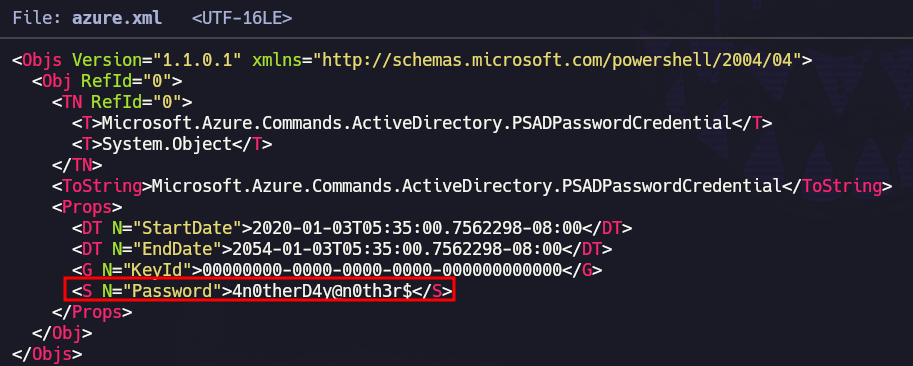 File: azure.xml   <UTF-16LE>
<Objs Version="1.1.0.1" xmlns="http://schemas.microsoft.com/powershell/2004/04">
  <Obj RefId="0">
    <TN RefId="0">
      <T>Microsoft.Azure.Commands.ActiveDirectory.PSADPasswordCredential</T>
      <T>System.Object</T>
    </TN>
    <ToString>Microsoft.Azure.Commands.ActiveDirectory.PSADPasswordCredential</ToString>
    <Props>
      <DT N="StartDate">2020-01-03T05:35:00.7562298-08:00</DT>
      <DT N="EndDate">2054-01-03T05:35:00.7562298-08:00</DT>
      <G N="KeyId">00000000-0000-0000-0000-000000000000</G>
      <S N="Password">4n0therD4y@n0th3r$</S>
    </Props>
  </Obj>
</Objs>